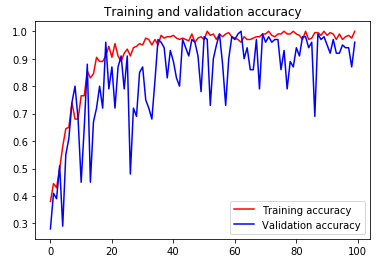 Training and validation accuracy
1.0
0.9
0.8
0.7
0.6
0.5
0.4
0.3
Training accuracy
Validation accuracy
0 20 40 60 80 100